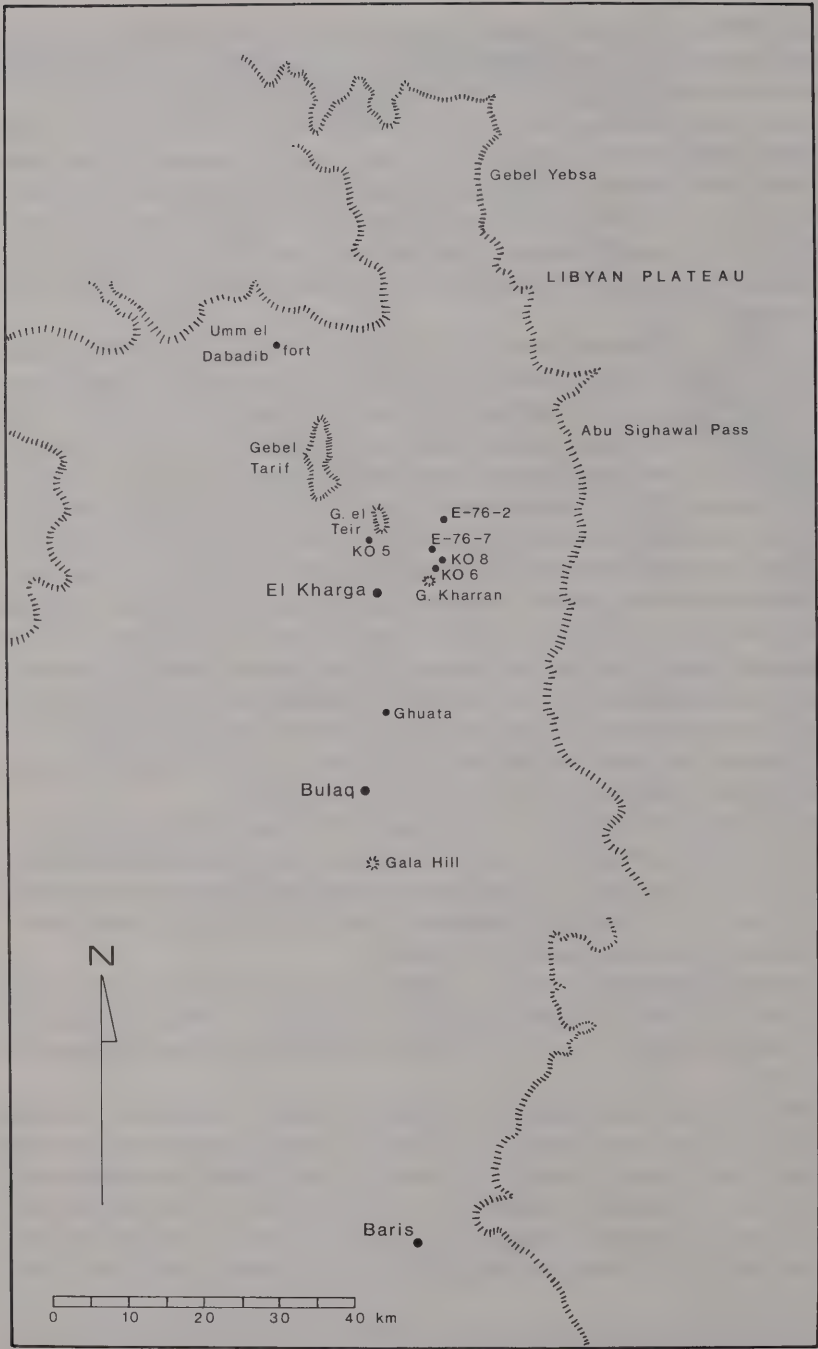 Gebel Yebsa
LIBYAN PLATEAU
Umm el
Dabadib fort
Abu Sighawal Pass
Gebel
Tarif
G. el
Teir
E-76-2
E-76-7
KO 5
KO 8
KO 6
El Kharga
G. Kharran
Ghuata
Bulaq
Gala Hill
N
Baris
0 10 20 30 40 km